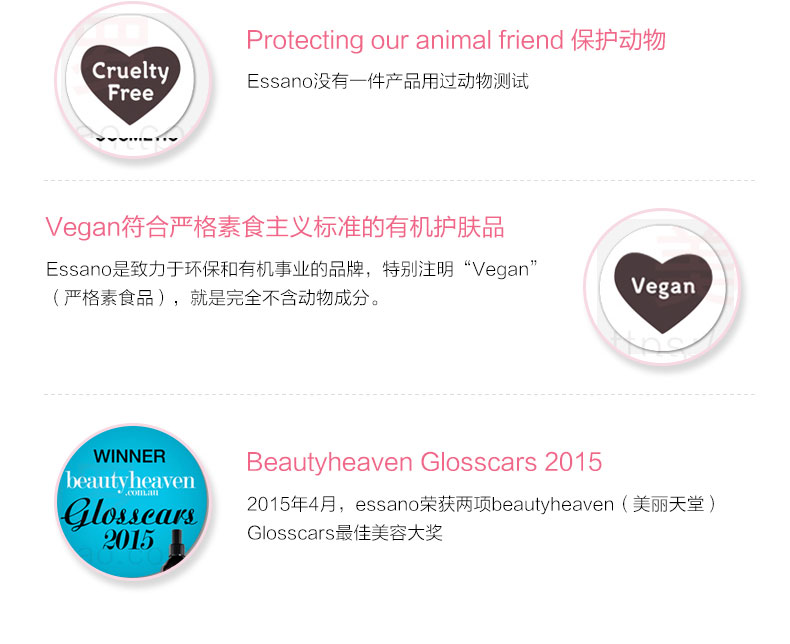 Cruelty
Free
Protecting our animal friend 保护动物
Essano没有一件产品用过动物测试
Vegan符合严格素食主义标准的有机护肤品
Essano是致力于环保和有机事业的品牌，特别注明“Vegan”
（严格素食品），就是完全不含动物成分。
Vegan
WINNER
beautyheaven
.com.au
Glosscars
2015
Beautyheaven Glosscars 2015
2015年4月，essano荣获两项beautyheaven（美丽天堂）
Glosscars最佳美容大奖